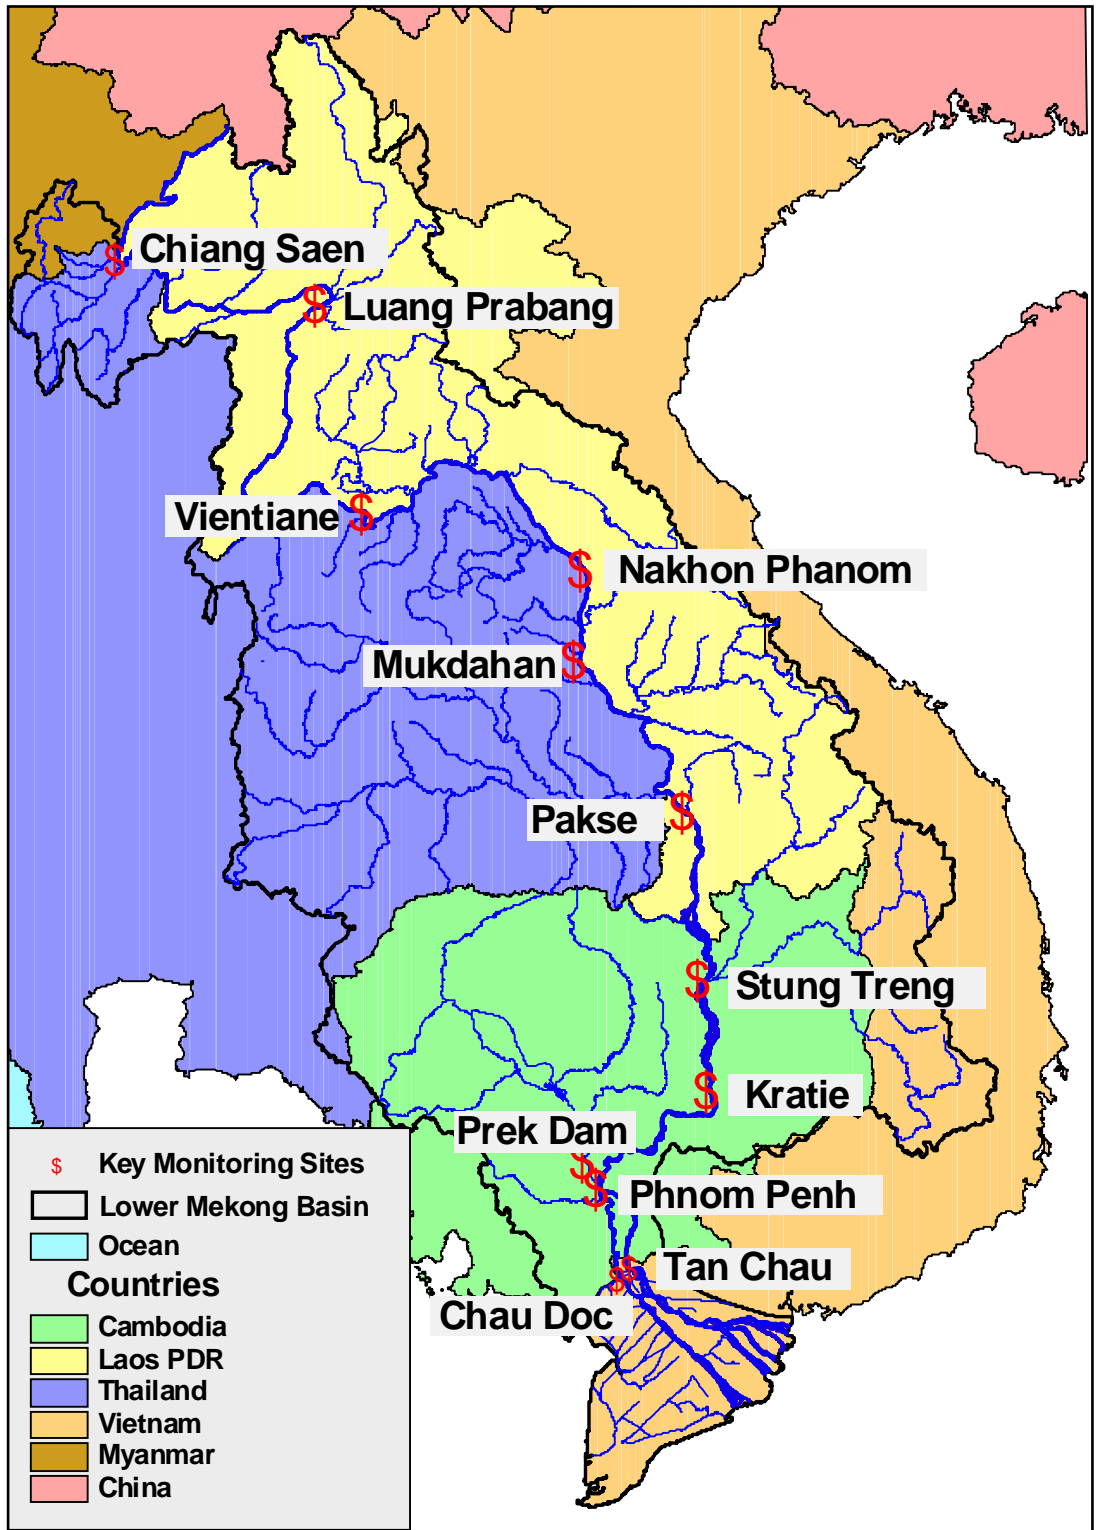 Chiang Saen
Luang Prabang
Vientiane
Nakhon Phanom
Mukdahan
Pakse
Stung Treng
Kratie
Prek Dam
Phnom Penh
Tan Chau
Chau Doc
$ Key Monitoring Sites
Lower Mekong Basin
Ocean
Countries
Cambodia
Laos PDR
Thailand
Vietnam
Myanmar
China